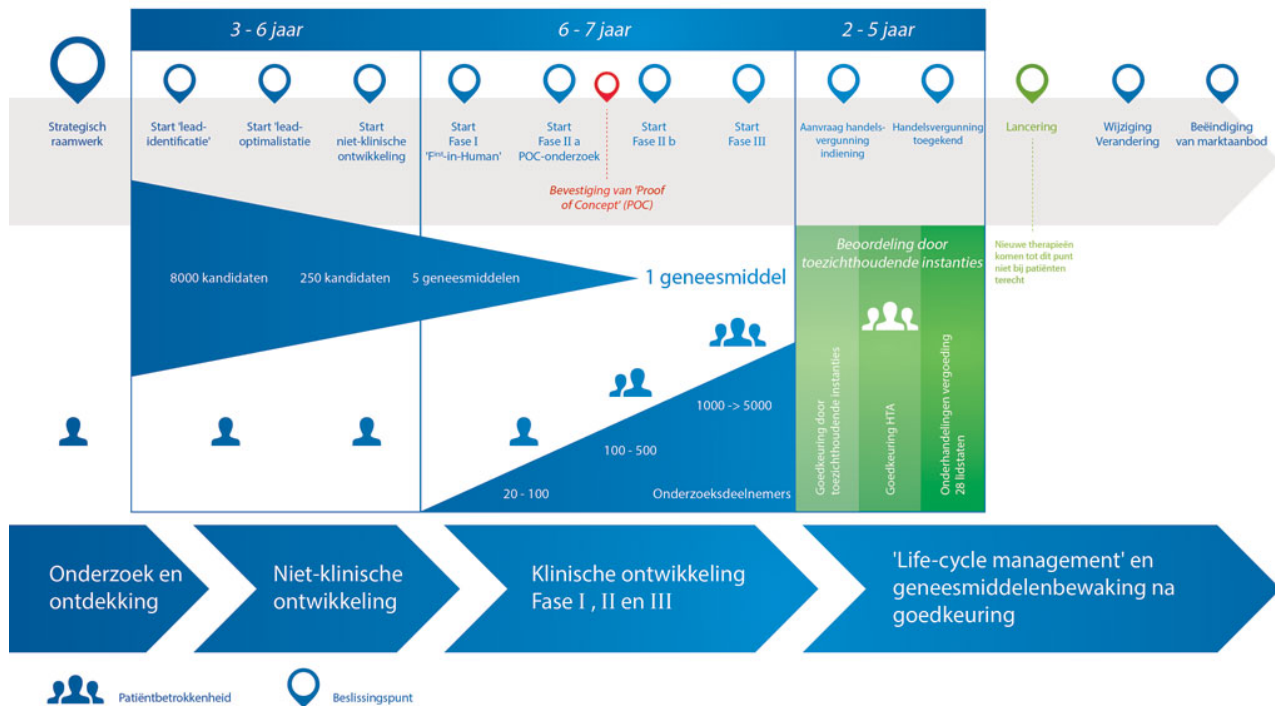 3 - 6 jaar
6 - 7 jaar
2 - 5 jaar
Strategisch
raamwerk
Start 'lead-
identificatie'
Start 'lead-
optimalistatie
Start
niet-klinische
ontwikkeling
Start
Fase I
'First-in-Human'
Start
Fase II a
POC-onderzoek
Start
Fase II b
Start
Fase III
Aanvraag handels-
vergunning
indiening
Handelsvergunning
toegekend
Lancering
Wijziging
Verandering
Beëindiging
van marktaanbod
Bevestiging van 'Proof
of Concept' (POC)
8000 kandidaten
250 kandidaten
5 geneesmiddelen
1 geneesmiddel
Beoordeling door
toezichthoudende instanties
Nieuwe therapieën
komen tot dit punt
niet bij patiënten
terecht
20 - 100
100 - 500
1000 -> 5000
Onderzoeksdeelnemers
Goedkeuring door
toezichthoudende instanties
Goedkeuring HTA
Onderhandelingen vergoeding
28 lidstaten
Onderzoek en
ontdekking
Niet-klinische
ontwikkeling
Klinische ontwikkeling
Fase I , II en III
'Life-cycle management' en
geneesmiddelenbewaking na
goedkeuring
Patiëntbetrokkenheid
Beslissingspunt